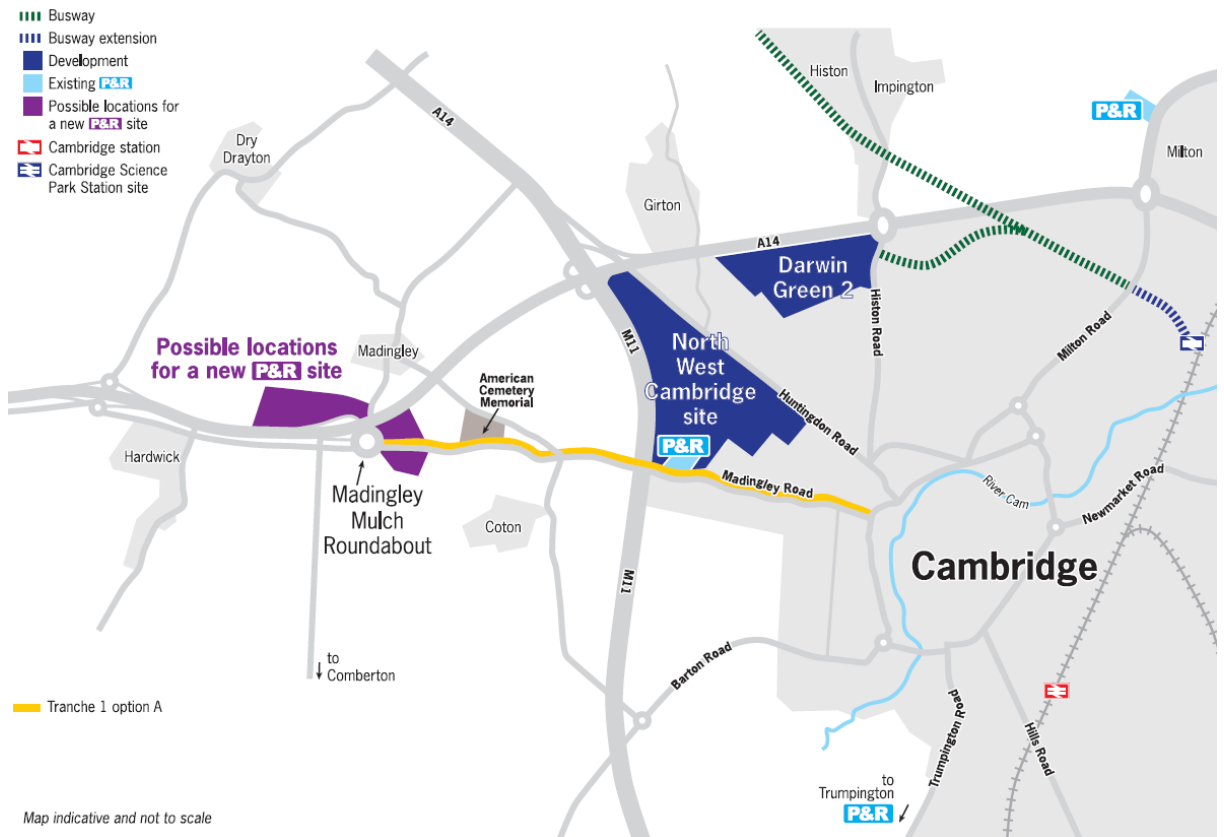 Busway
Busway extension
Development
Existing P&R
Possible locations for
a new P&R site
Cambridge station
Cambridge Science
Park Station site
A14
Histon
Impington
P&R
Milton
Dry
Drayton
Girton
A14
Darwin
Green 2
Histon Road
Milton Road
M11
North
West
Cambridge
site
Huntingdon Road
P&R
Possible locations
for a new P&R site
Madingley
American
Cemetery
Memorial
Hardwick
Madingley
Mulch
Roundabout
Coton
Madingley Road
River Cam
Newmarket Road
Cambridge
M11
to
Comberton
Barton Road
Trumpington Road
Hills Road
Tranche 1 option A
to
Trumpington
P&R
Map indicative and not to scale